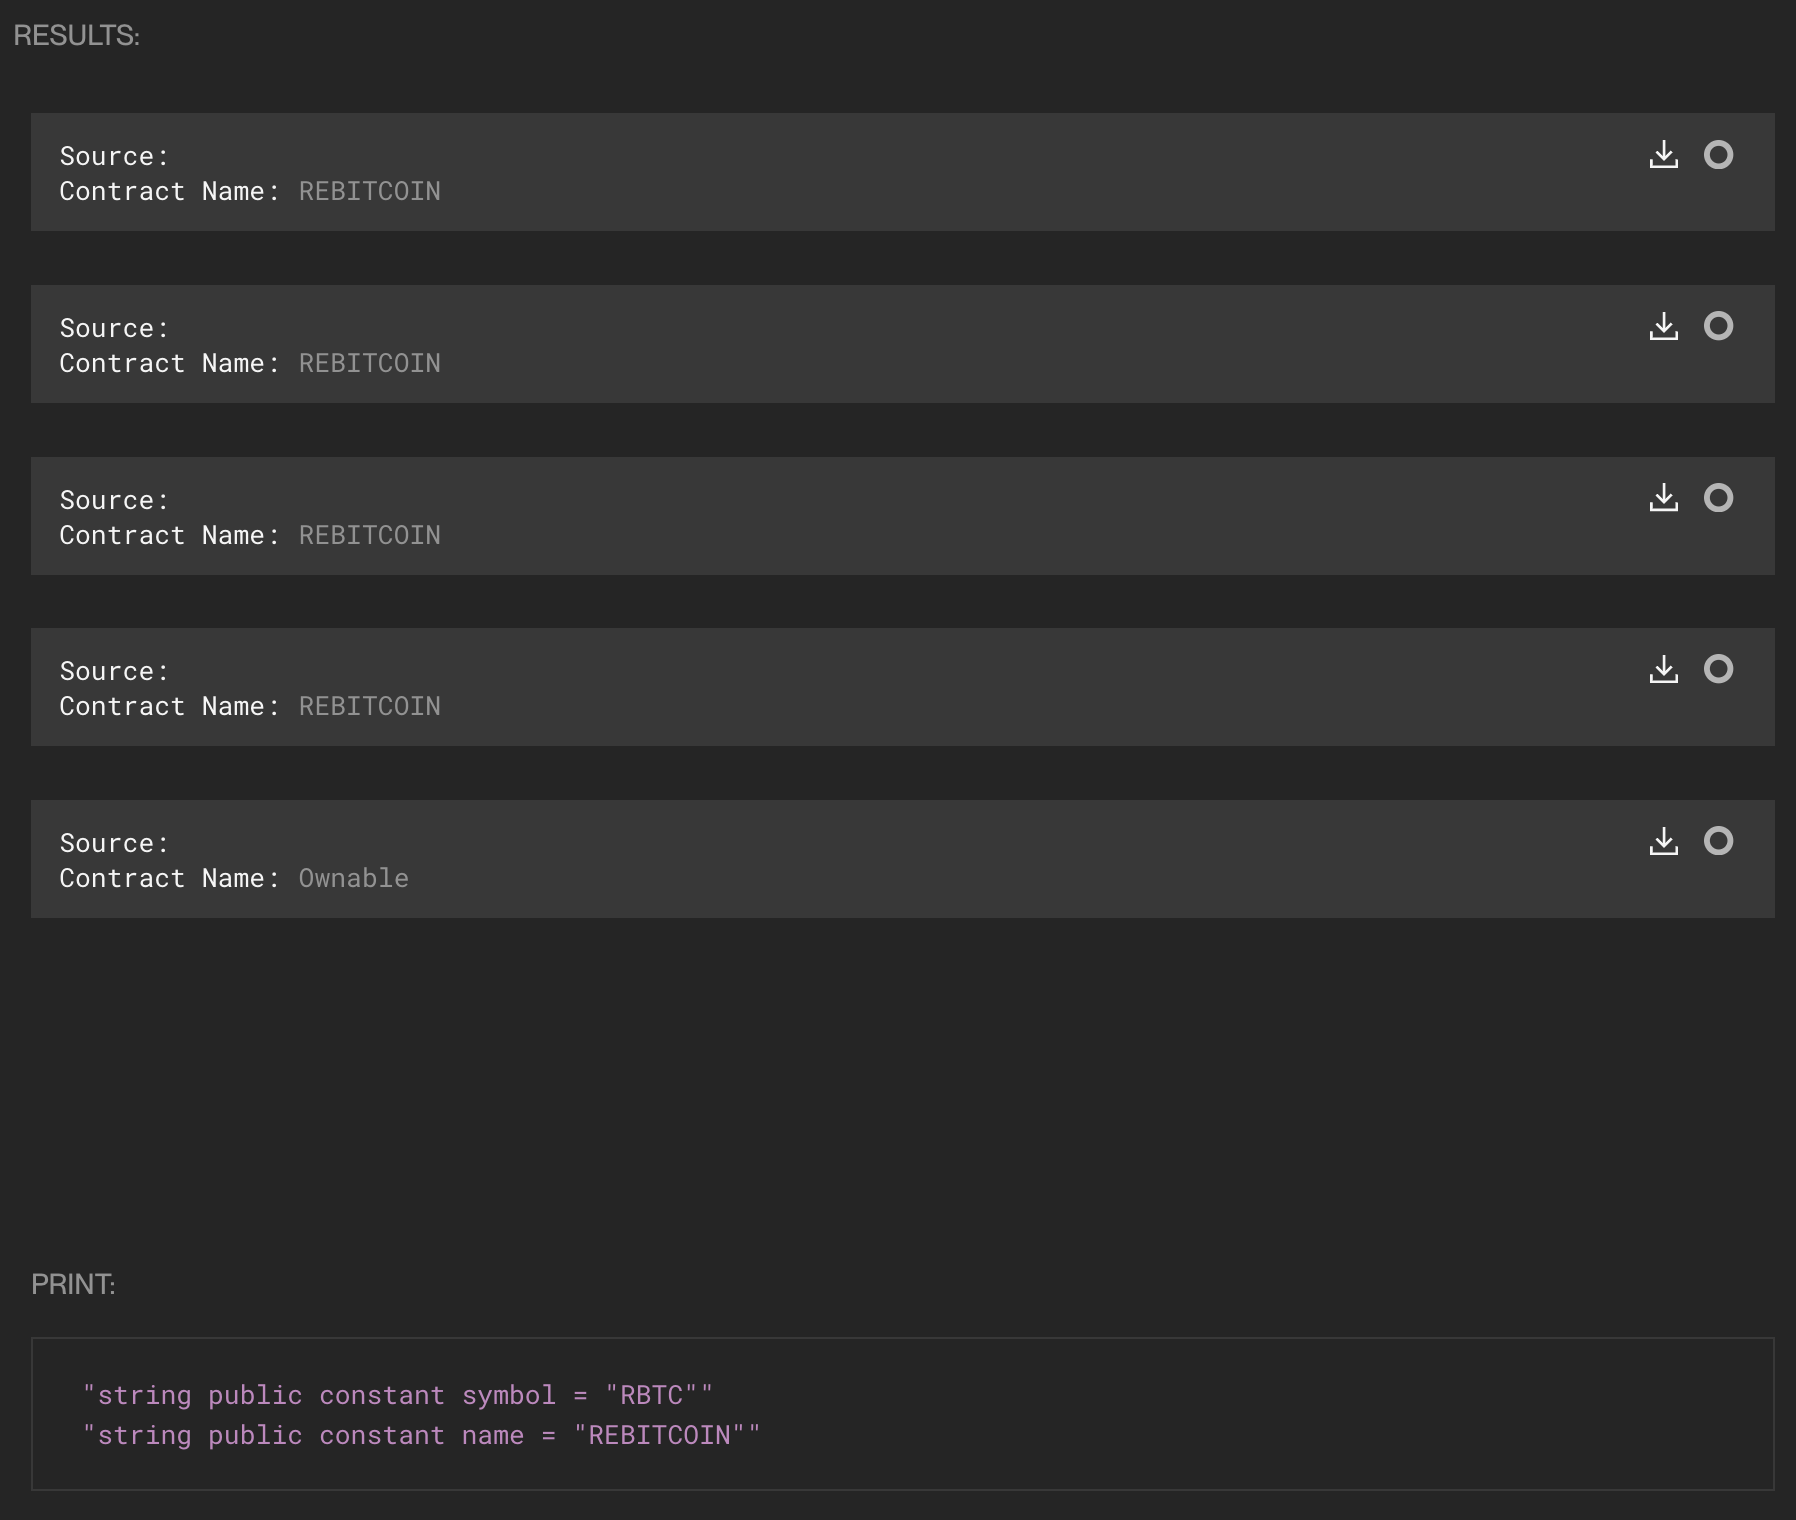 RESULTS:
Source:
Contract Name: REBITCOIN
Source:
Contract Name: REBITCOIN
Source:
Contract Name: REBITCOIN
Source:
Contract Name: REBITCOIN
Source:
Contract Name: Ownable
PRINT:
"string public constant symbol = "RBTC""
"string public constant name = "REBITCOIN""